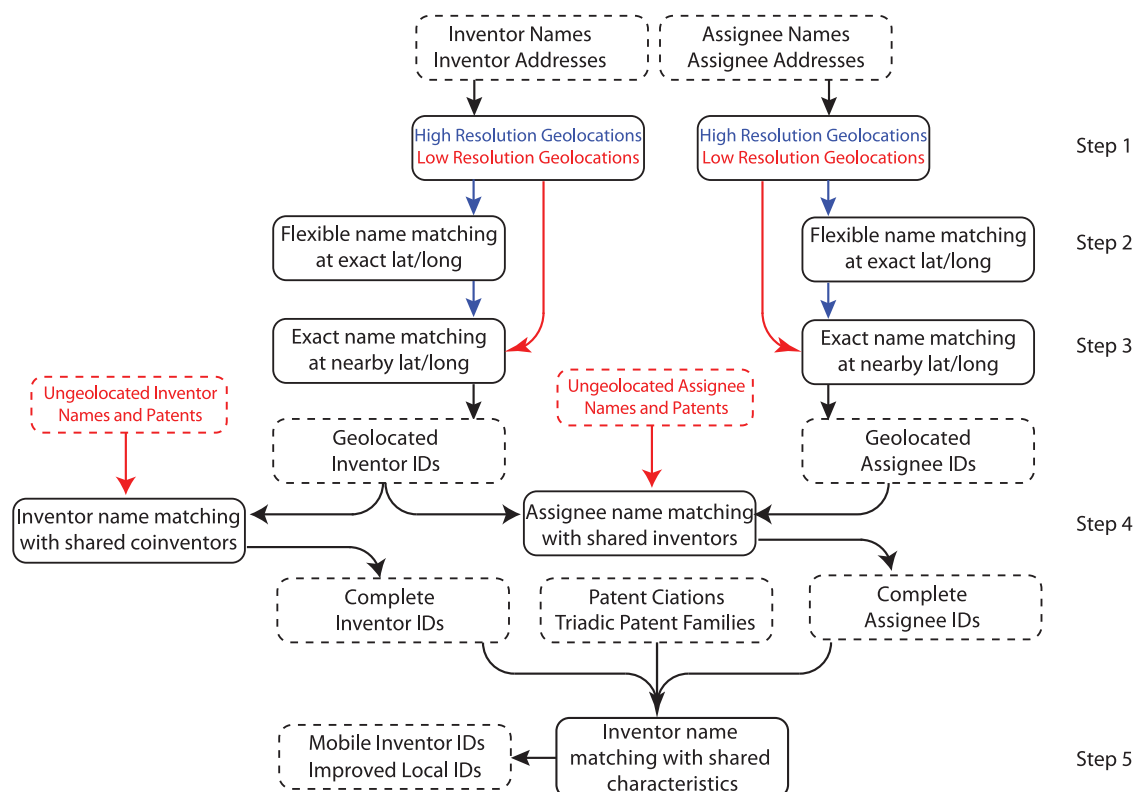 Inventor Names
Inventor Addresses
Assignee Names
Assignee Addresses
High Resolution Geolocations
Low Resolution Geolocations
High Resolution Geolocations
Low Resolution Geolocations
Step 1
Flexible name matching
at exact lat/long
Flexible name matching
at exact lat/long
Step 2
Exact name matching
at nearby lat/long
Exact name matching
at nearby lat/long
Step 3
Ungeolocated Inventor
Names and Patents
Ungeolocated Assignee
Names and Patents
Geolocated
Inventor IDs
Geolocated
Assignee IDs
Inventor name matching
with shared coinventors
Assignee name matching
with shared inventors
Step 4
Complete
Inventor IDs
Patent Ciations
Triadic Patent Families
Complete
Assignee IDs
Mobile Inventor IDs
Improved Local IDs
Inventor name
matching with shared
characteristics
Step 5